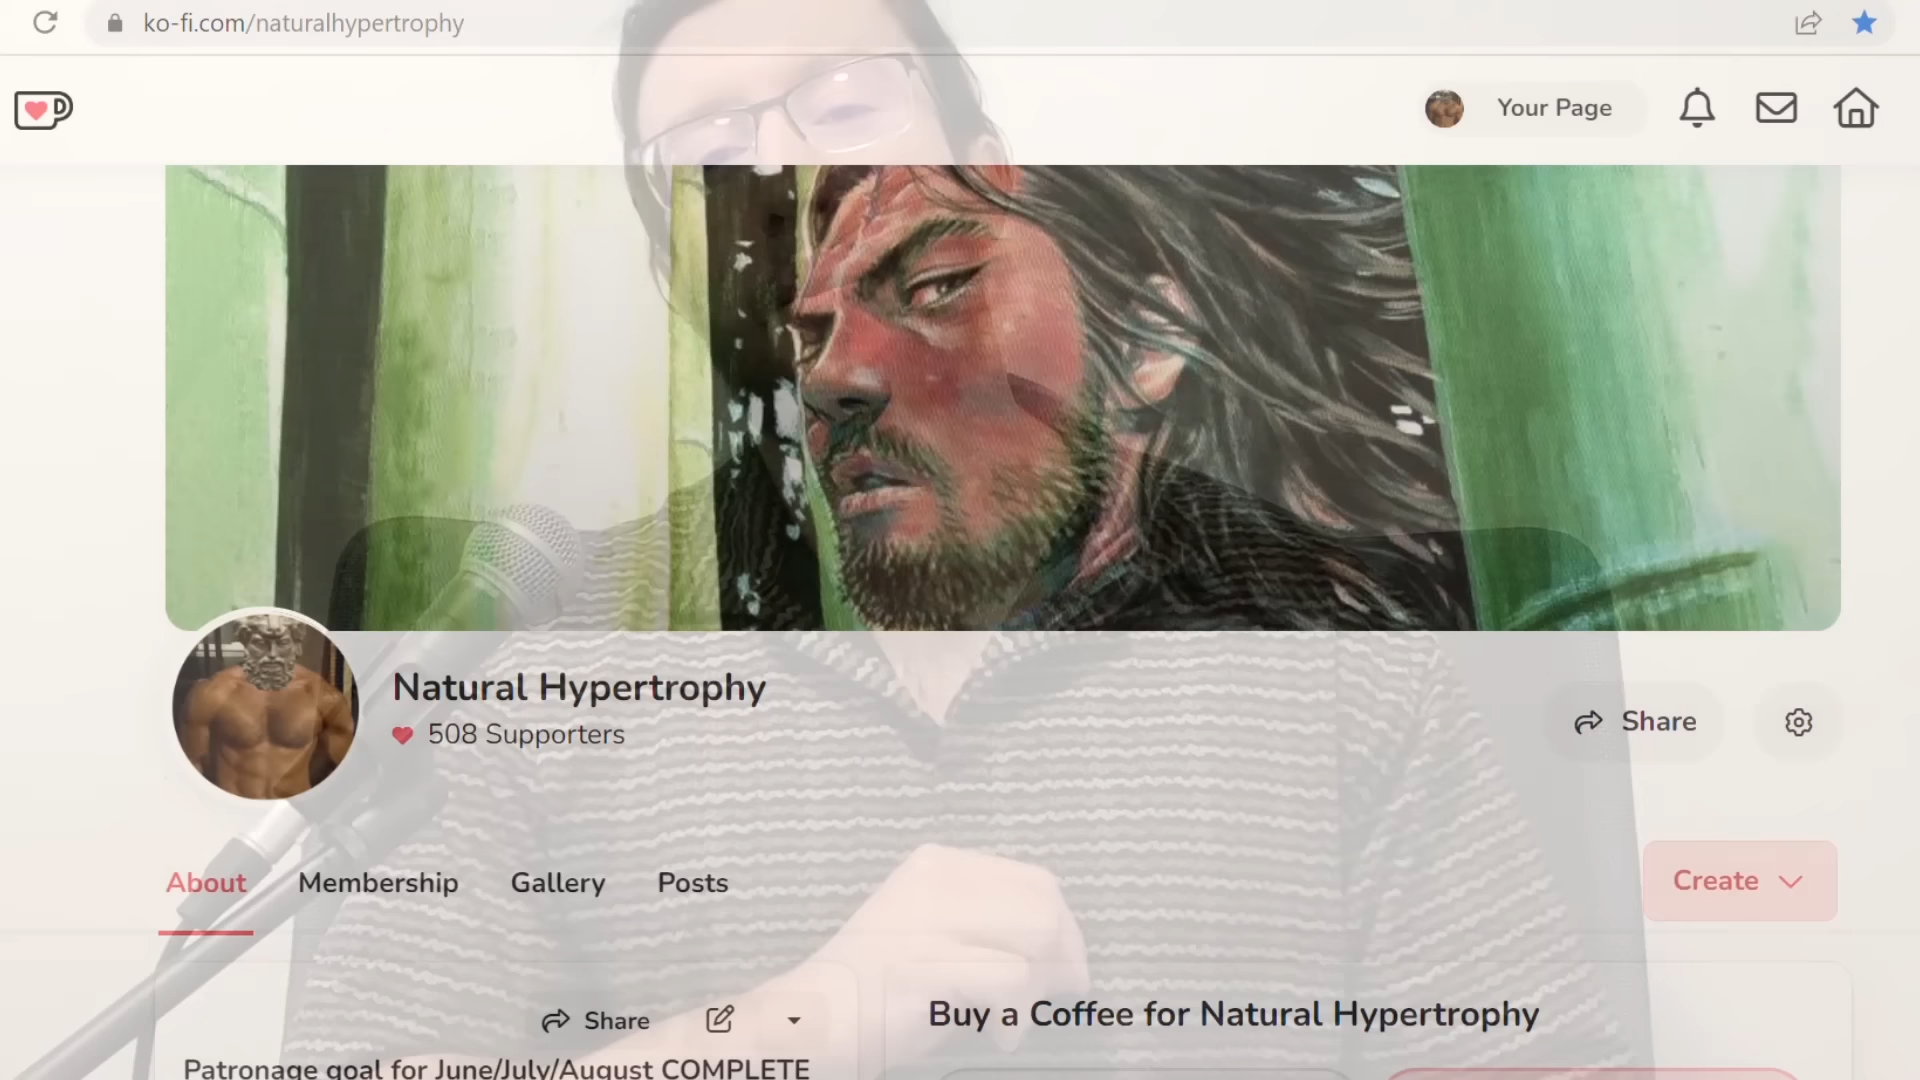 ko-fi.com/naturalhypertrophy
Your Page
Natural Hypertrophy
508 Supporters
Share
About Membership Gallery Posts
Create
Share
Buy a Coffee for Natural Hypertrophy
Patronage goal for June/July/August COMPLETE